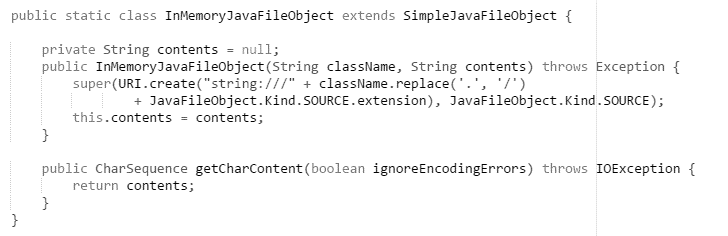 public static class InMemoryJavaFileObject extends SimpleJavaFileObject {
private String contents = null;
public InMemoryJavaFileObject(String className, String contents) throws Exception {
super(URI.create("string:///" + className.replace('.', '/')
+ JavaFileObject.Kind.SOURCE.extension), JavaFileObject.Kind.SOURCE);
this.contents = contents;
}
public CharSequence getCharContent(boolean ignoreEncodingErrors) throws IOException {
return contents;
}
}